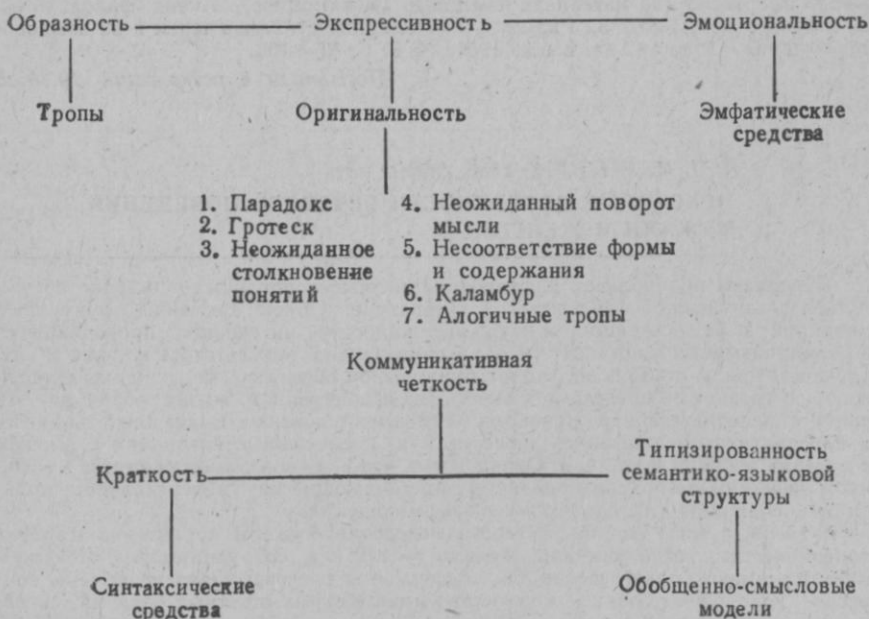 Образность Экспрессивность Эмоциональность
Тропы Оригинальность Эмфатические
средства
1. Парадокс
2. Гротеск
3. Неожиданное
столкновение
понятий
4. Неожиданный поворот
мысли
5. Несоответствие формы
и содержания
6. Каламбур
7. Алогичные тропы
Коммуникативная
четкость
Краткость
Типизированность
семантико-языковой
структуры
Синтаксические
средства
Обобщенно-смысловые
модели